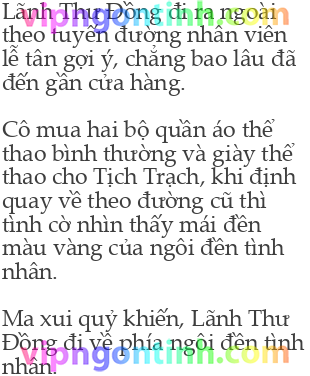 Lãnh Thư Đồng đi ra ngoài
theo tuyến đường nhân viên
lễ tân gợi ý, chẳng bao lâu đã
đến gần cửa hàng.
Cô mua hai bộ quần áo thể
thao bình thường và giày thể
thao cho Tịch Trạch, khi định
quay về theo đường cũ thì
tình cờ nhìn thấy mái đền
màu vàng của ngôi đền tình
nhân.
Ma xui quỷ khiến, Lãnh Thư
Đồng đi về phía ngôi đền tình
nhân.
vipngontinh.com
vipngontinh.com